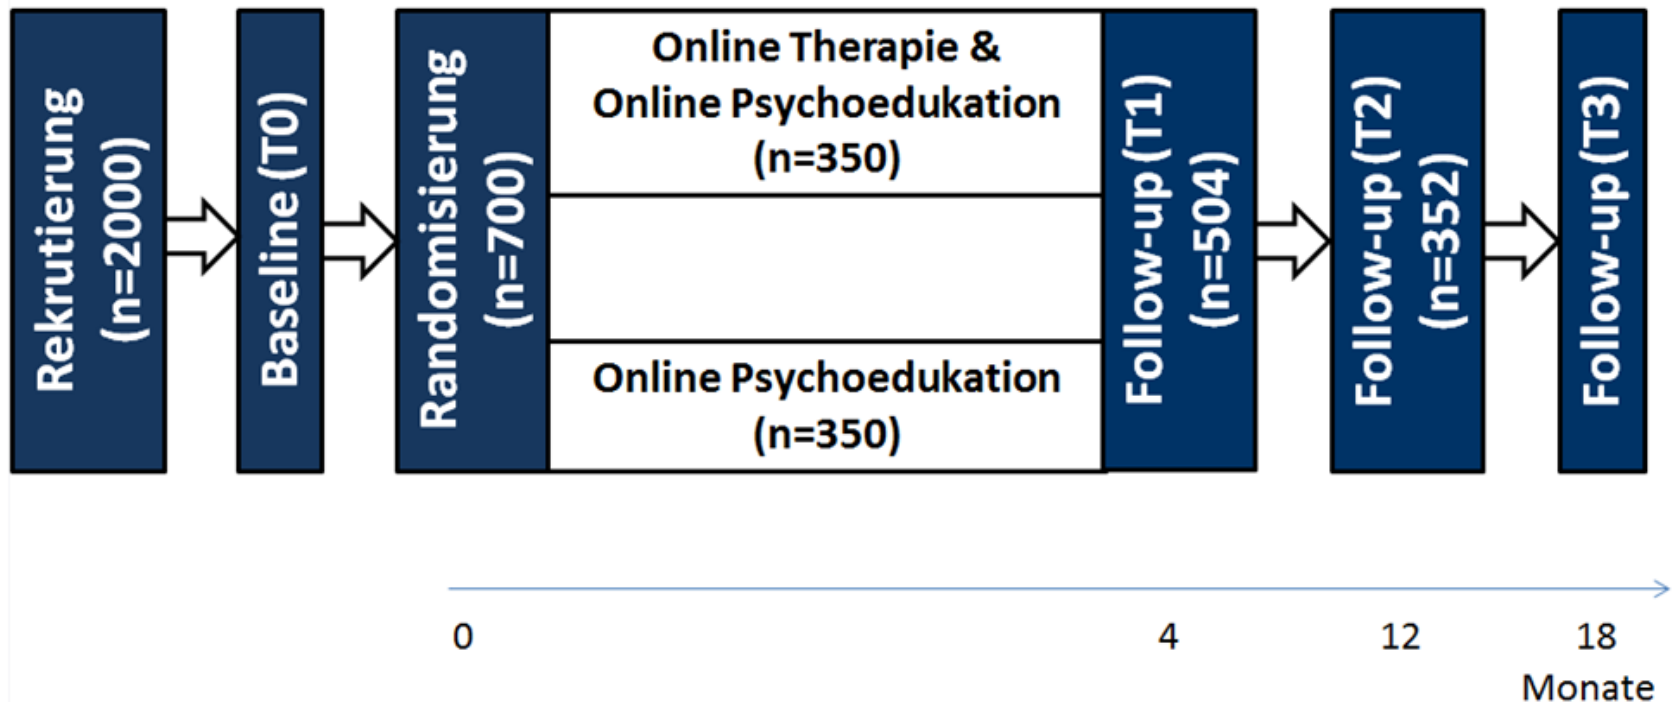 Rekrutierung
(n=2000)
Baseline (T0)
Randomisierung
(n=700)
Online Therapie &
Online Psychoedukation
(n=350)
Online Psychoedukation
(n=350)
Follow-up (T1)
(n=504)
Follow-up (T2)
(n=352)
Follow-up (T3)
0
4
12
18
Monate